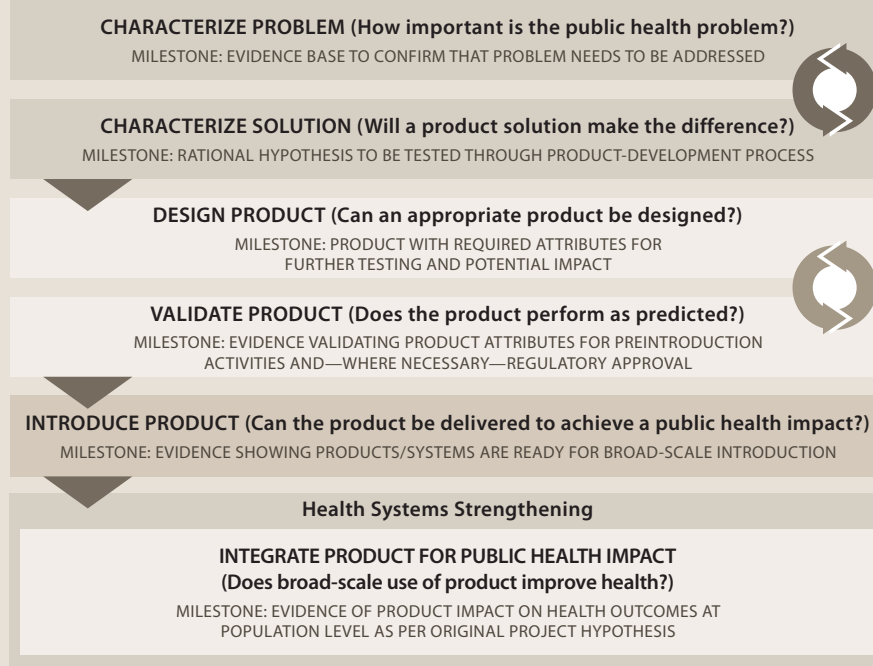 CHARACTERIZE PROBLEM (How important is the public health problem?)
MILESTONE: EVIDENCE BASE TO CONFIRM THAT PROBLEM NEEDS TO BE ADDRESSED
CHARACTERIZE SOLUTION (Will a product solution make the difference?)
MILESTONE: RATIONAL HYPOTHESIS TO BE TESTED THROUGH PRODUCT-DEVELOPMENT PROCESS
DESIGN PRODUCT (Can an appropriate product be designed?)
MILESTONE: PRODUCT WITH REQUIRED ATTRIBUTES FOR
FURTHER TESTING AND POTENTIAL IMPACT
VALIDATE PRODUCT (Does the product perform as predicted?)
MILESTONE: EVIDENCE VALIDATING PRODUCT ATTRIBUTES FOR PREINTRODUCTION
ACTIVITIES AND—WHERE NECESSARY—REGULATORY APPROVAL
INTRODUCE PRODUCT (Can the product be delivered to achieve a public health impact?)
MILESTONE: EVIDENCE SHOWING PRODUCTS/SYSTEMS ARE READY FOR BROAD-SCALE INTRODUCTION
Health Systems Strengthening
INTEGRATE PRODUCT FOR PUBLIC HEALTH IMPACT
(Does broad-scale use of product improve health?)
MILESTONE: EVIDENCE OF PRODUCT IMPACT ON HEALTH OUTCOMES AT
POPULATION LEVEL AS PER ORIGINAL PROJECT HYPOTHESIS